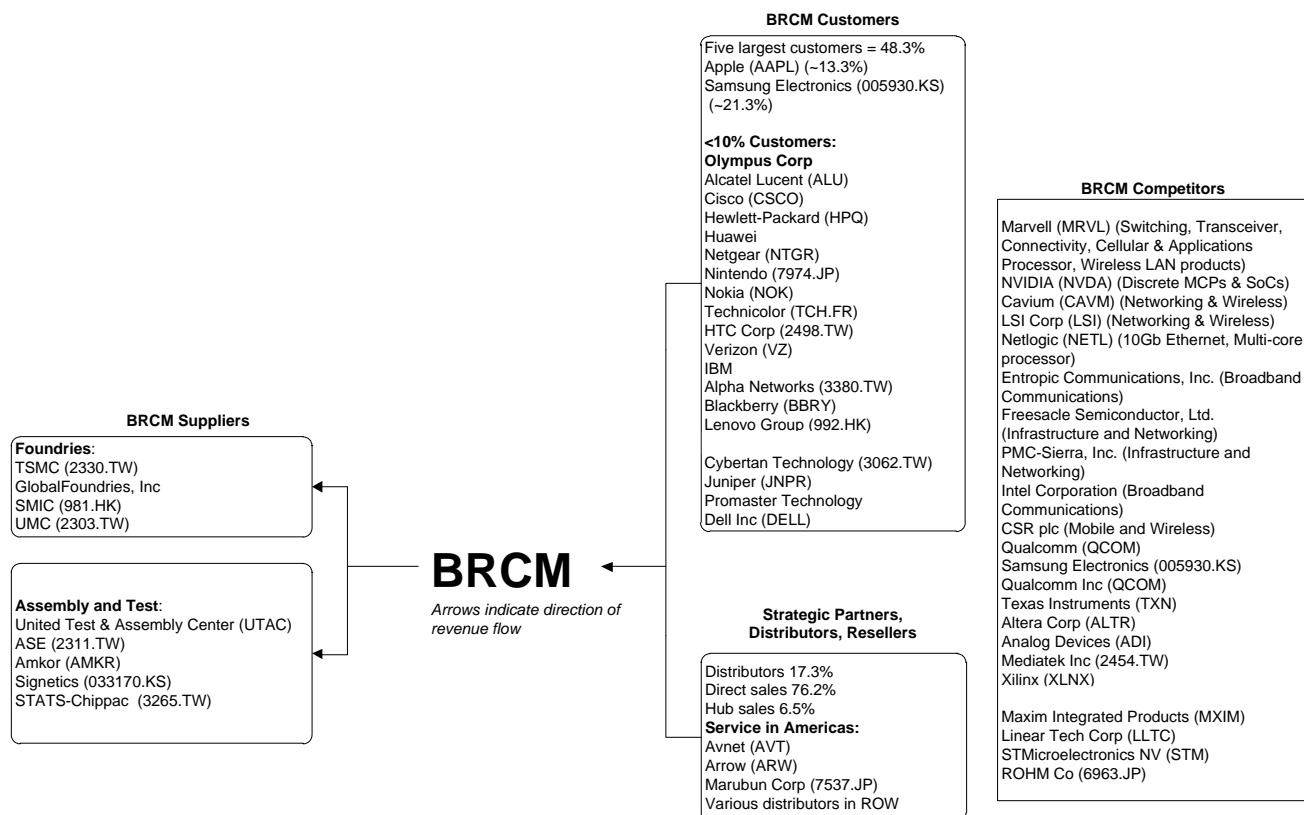 BRCM Customers
Five largest customers = 48.3%
Apple (AAPL) (~13.3%)
Samsung Electronics (005930.KS)
(~21.3%)
<10% Customers:
Olympus Corp
Alcatel Lucent (ALU)
Cisco (CSCO)
Hewlett-Packard (HPQ)
Huawei
Netgear (NTGR)
Nintendo (7974.JP)
Nokia (NOK)
Technicolor (TCH.FR)
HTC Corp (2498.TW)
Verizon (VZ)
IBM
Alpha Networks (3380.TW)
Blackberry (BBRY)
Lenovo Group (992.HK)
Cybertan Technology (3062.TW)
Juniper (JNPR)
Promaster Technology
Dell Inc (DELL)
BRCM Competitors
Marvell (MRVL) (Switching, Transceiver,
Connectivity, Cellular & Applications
Processor, Wireless LAN products)
NVIDIA (NVDA) (Discrete MCPs & SoCs)
Cavium (CAVM) (Networking & Wireless)
LSI Corp (LSI) (Networking & Wireless)
Netlogic (NETL) (10Gb Ethernet, Multi-core
processor)
Entropic Communications, Inc. (Broadband
Communications)
Freesacle Semiconductor, Ltd.
(Infrastructure and Networking)
PMC-Sierra, Inc. (Infrastructure and
Networking)
Intel Corporation (Broadband
Communications)
CSR plc (Mobile and Wireless)
Qualcomm (QCOM)
Samsung Electronics (005930.KS)
Qualcomm Inc (QCOM)
Texas Instruments (TXN)
Altera Corp (ALTR)
Analog Devices (ADI)
Mediatek Inc (2454.TW)
Xilinx (XLNX)
Maxim Integrated Products (MXIM)
Linear Tech Corp (LLTC)
STMicroelectronics NV (STM)
ROHM Co (6963.JP)
BRCM Suppliers
Foundries:
TSMC (2330.TW)
GlobalFoundries, Inc
SMIC (981.HK)
UMC (2303.TW)
Assembly and Test:
United Test & Assembly Center (UTAC)
ASE (2311.TW)
Amkor (AMKR)
Signetics (033170.KS)
STATS-Chippac (3265.TW)
BRCM
Arrows indicate direction of
revenue flow
Strategic Partners,
Distributors, Resellers
Distributors 17.3%
Direct sales 76.2%
Hub sales 6.5%
Service in Americas:
Avnet (AVT)
Arrow (ARW)
Marubun Corp (7537.JP)
Various distributors in ROW